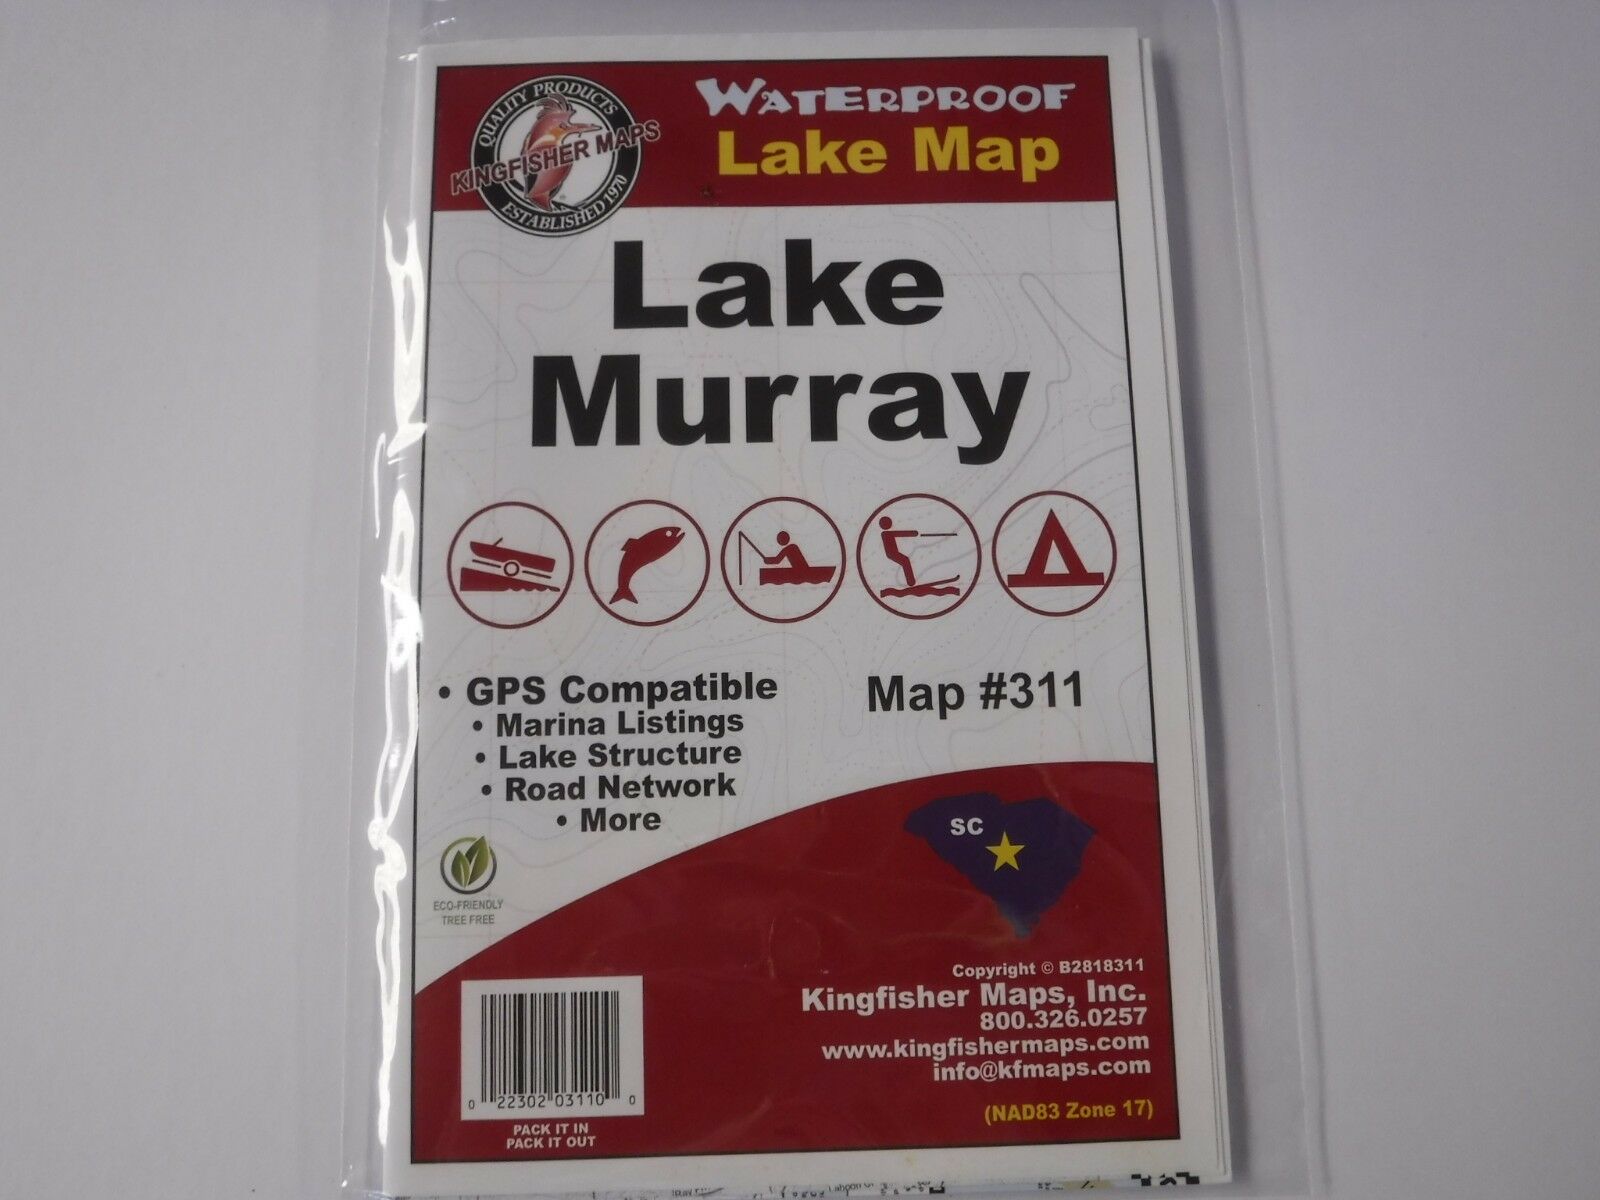 QUALITY PRODUCTS
KINGFISHER MAPS
ESTABLISHED 1970
WATERPROOF
Lake Map
Lake
Murray
• GPS Compatible
• Marina Listings
• Lake Structure
• Road Network
• More
Map #311
SC
ECO-FRIENDLY
TREE FREE
Copyright © B2818311
Kingfisher Maps, Inc.
800.326.0257
www.kingfishermaps.com
info@kfmaps.com
(NAD83 Zone 17)
0 22302 03110 0
PACK IT IN
PACK IT OUT